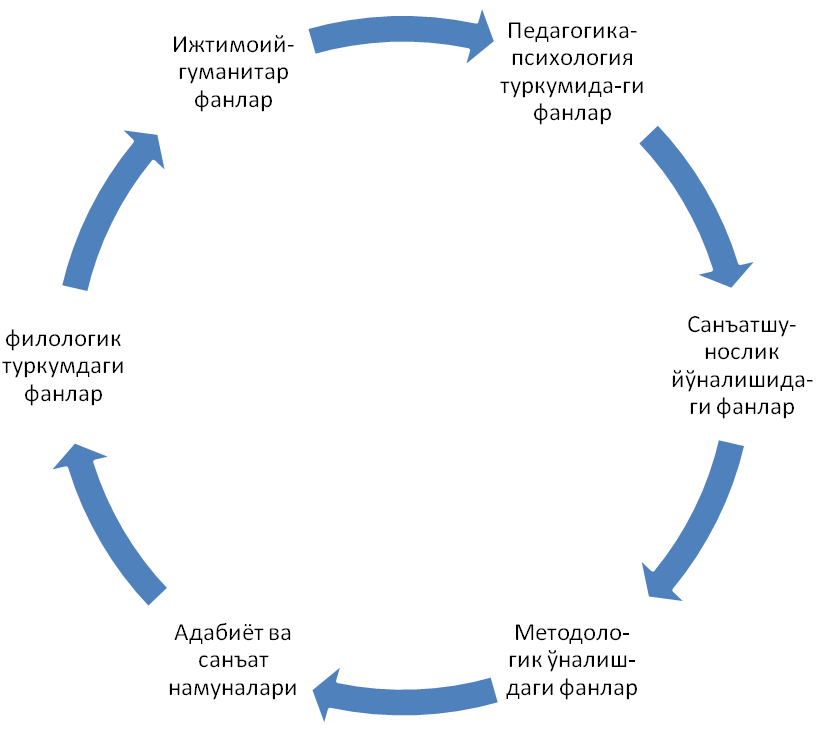 Ижтимоий-
гуманитар
фанлар
Педагогика-
психология
туркумида-ги
фанлар
Санъатшу-
нослик
йўналишида-
ги фанлар
Методоло-
гик ўналиш-
даги фанлар
Адабиёт ва
санъат
намуналари
филологик
туркумдаги
фанлар